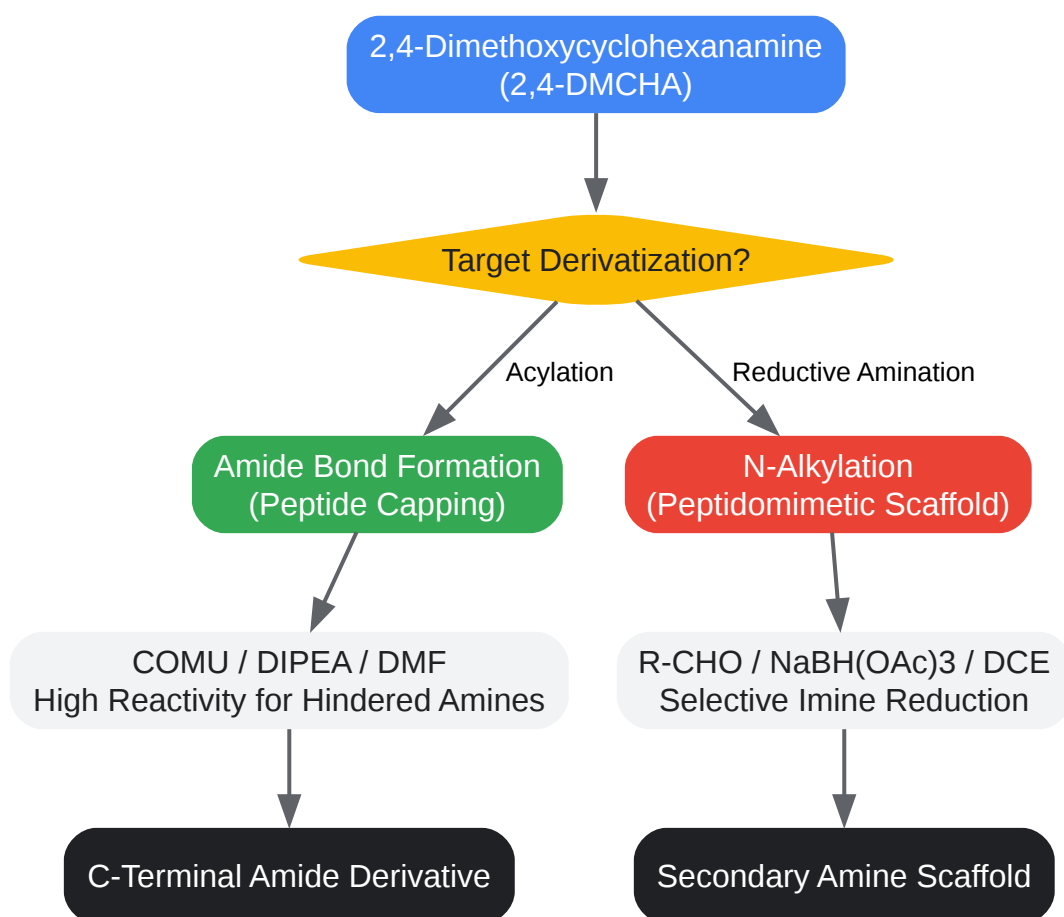 2,4-Dimethoxycyclohexanamine
(2,4-DMCHA)
Target Derivatization?
Acylation
Reductive Amination
Amide Bond Formation
(Peptide Capping)
N-Alkylation
(Peptidomimetic Scaffold)
COMU / DIPEA / DMF
High Reactivity for Hindered Amines
R-CHO / NaBH(OAc)3 / DCE
Selective Imine Reduction
C-Terminal Amide Derivative
Secondary Amine Scaffold